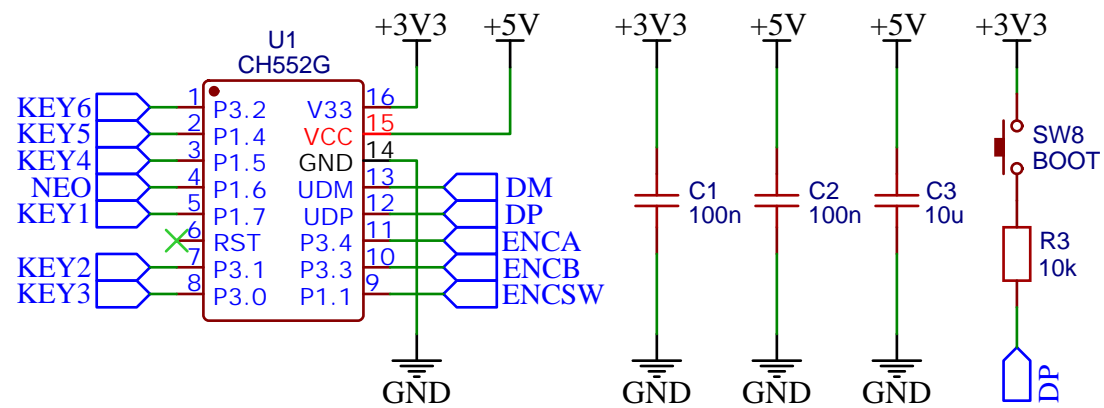 +3V3 +5V +3V3 +5V +5V +3V3
U1
CH552G
KEY6 1 P3.2 V33 16
KEY5 2 P1.4 VCC 15
KEY4 3 P1.5 GND 14
NEO 4 P1.6 UDM 13 DM
KEY1 5 P1.7 UDP 12 DP
6 RST P3.4 11 ENCA
KEY2 7 P3.1 P3.3 10 ENCB
KEY3 8 P3.0 P1.1 9 ENCSW
GND
C1
100n
GND
C2
100n
GND
C3
10u
GND
SW8
BOOT
R3
10k
DP